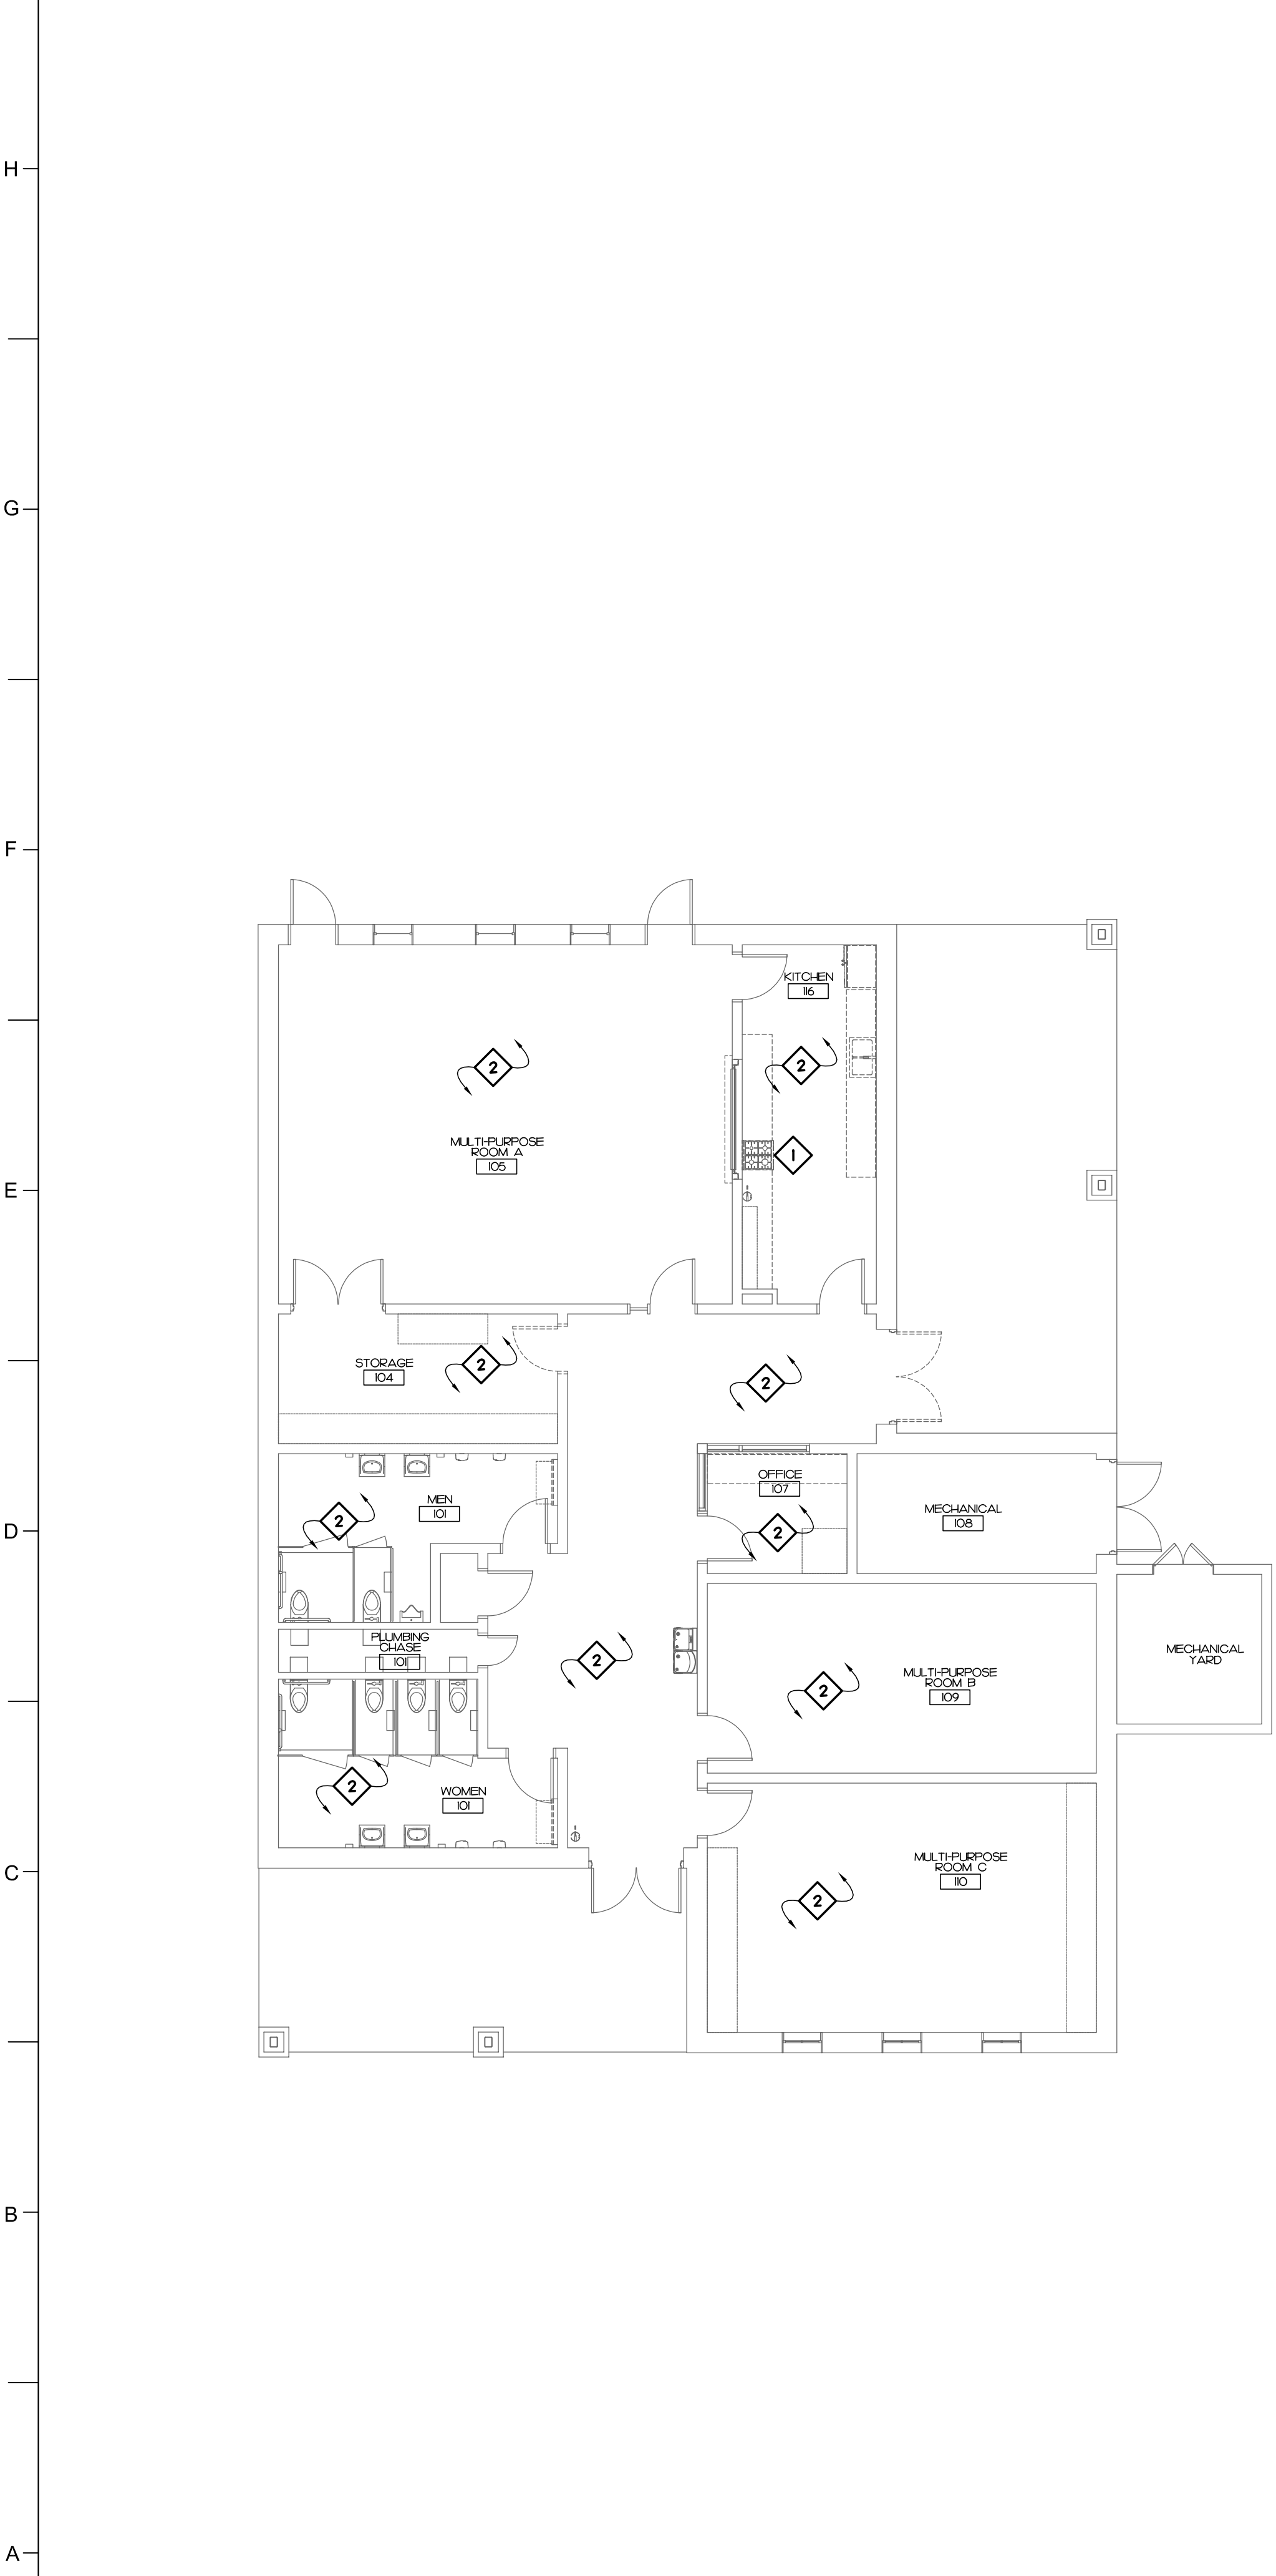 H
G
F
KITCHEN
116
2
2
MULTI-PURPOSE
ROOM A
105
1
E
STORAGE
104
2
2
OFFICE
107
MEN
101
2
2
MECHANICAL
108
D
PLUMBING
CHASE
101
2
MULTI-PURPOSE
ROOM B
109
2
MECHANICAL
YARD
WOMEN
101
2
MULTI-PURPOSE
ROOM C
110
2
C
B
A